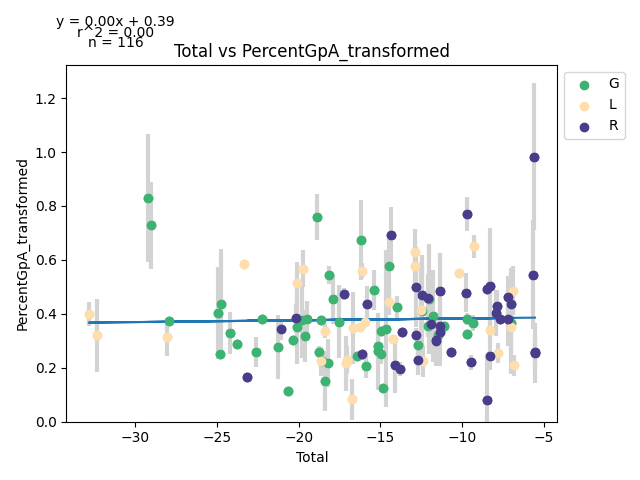 y = 0.00x + 0.39
r^2 = 0.00
n = 116
Total vs PercentGpA_transformed
G
L
R
PercentGpA_transformed
1.2
1.0
0.8
0.6
0.4
0.2
0.0
−30 −25 −20 −15 −10 −5
Total